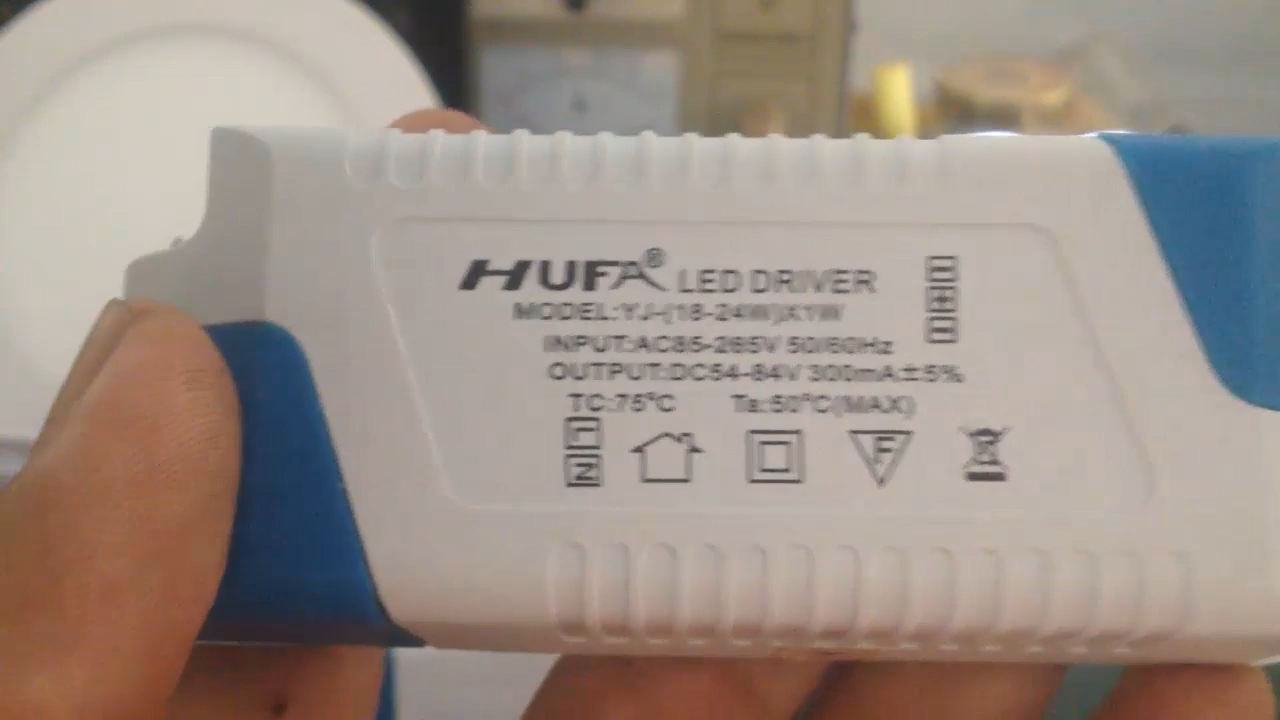 HUFA® LED DRIVER
MODEL:YJ-(18-24W)X1W
INPUT:AC85-265V 50/60Hz
OUTPUT:DC54-84V 300mA±5%
TC:75°C Ta:50°C(MAX)
L
N
F